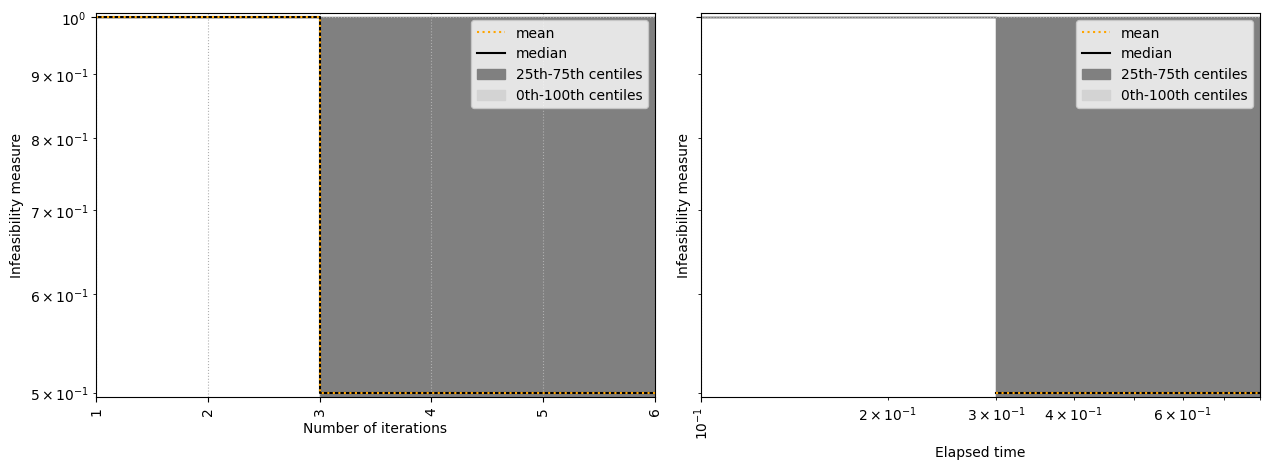 10⁰
9 × 10⁻¹
8 × 10⁻¹
7 × 10⁻¹
6 × 10⁻¹
5 × 10⁻¹
Infeasibility measure
1
2
3
4
5
6
Number of iterations
mean
median
25th-75th centiles
0th-100th centiles
Infeasibility measure
10⁻¹
2 × 10⁻¹
3 × 10⁻¹
4 × 10⁻¹
6 × 10⁻¹
Elapsed time
mean
median
25th-75th centiles
0th-100th centiles